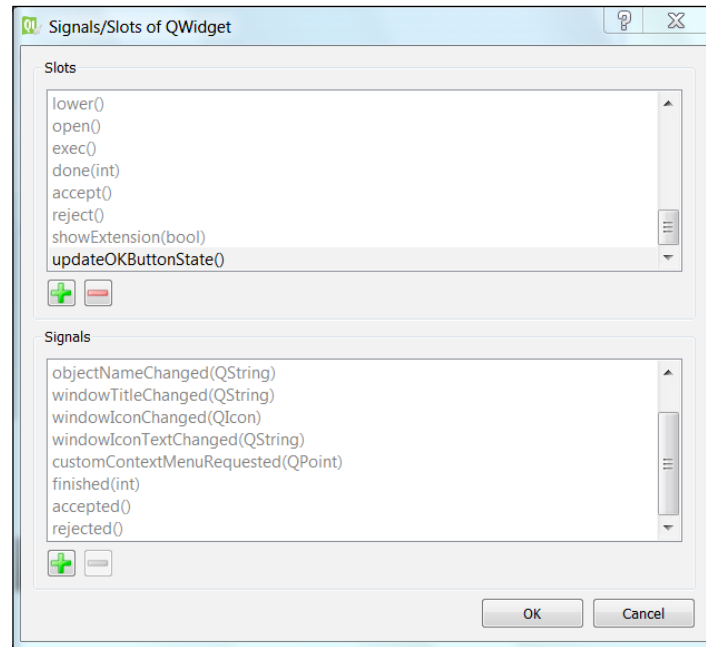 Signals/Slots of QWidget
Slots
lower()
open()
exec()
done(int)
accept()
reject()
showExtension(bool)
updateOKButtonState()
Signals
objectNameChanged(QString)
windowTitleChanged(QString)
windowIconChanged(QIcon)
windowIconTextChanged(QString)
customContextMenuRequested(QPoint)
finished(int)
accepted()
rejected()
OK Cancel